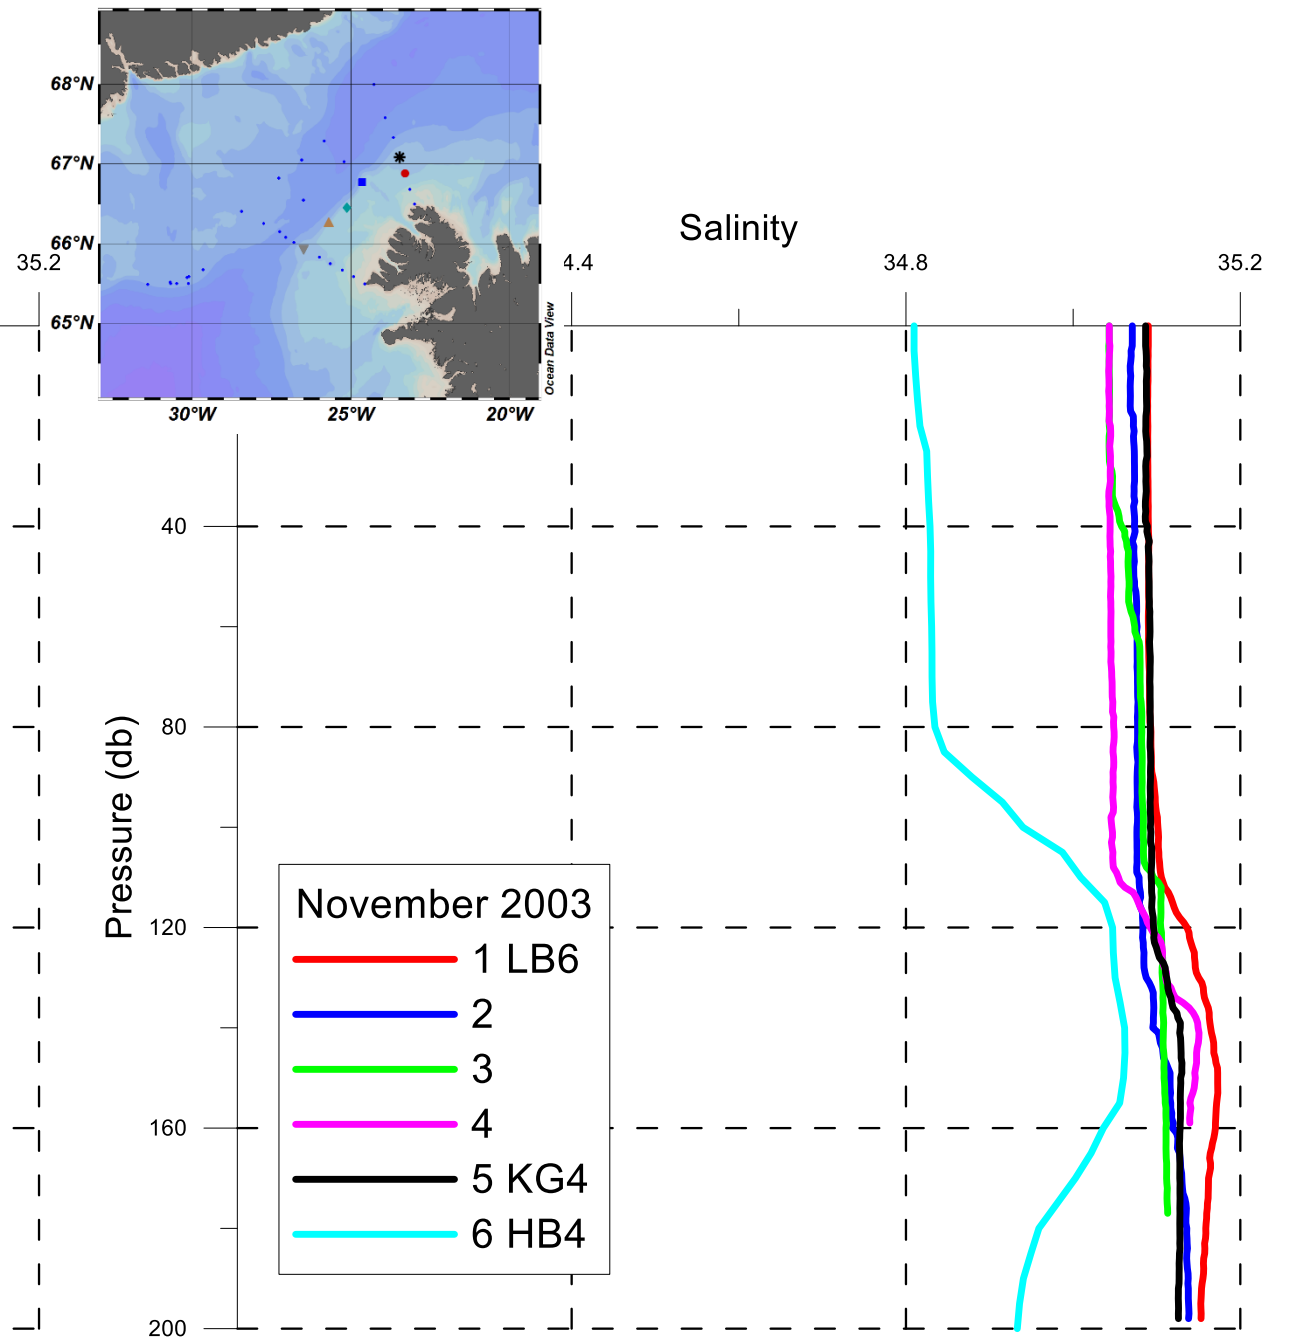 68°N
67°N
66°N
65°N
30°W
25°W
20°W
Ocean Data View
Salinity
35.2
4.4
34.8
35.2
Pressure (db)
40
80
120
160
200
November 2003
1 LB6
2
3
4
5 KG4
6 HB4